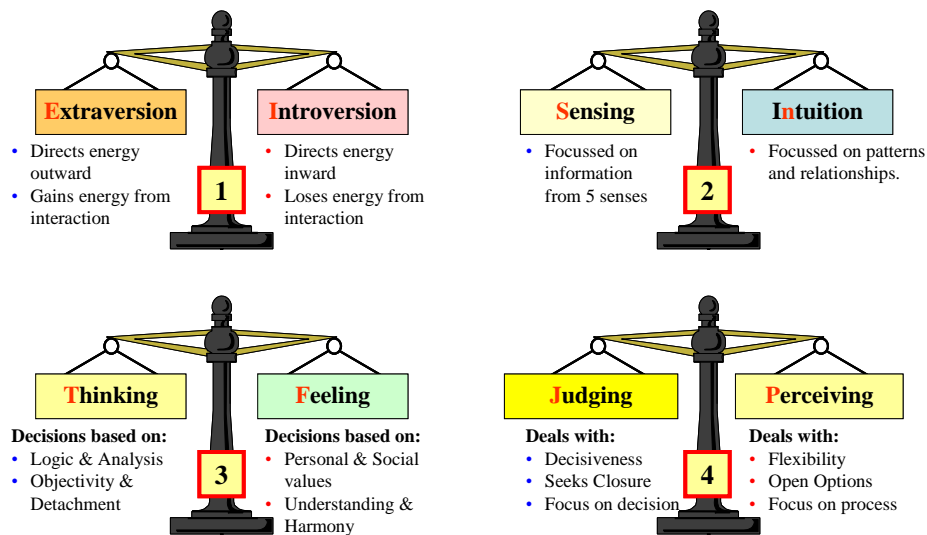 Extraversion
• Directs energy
outward
• Gains energy from
interaction
Introversion
• Directs energy
inward
• Loses energy from
interaction
1
Sensing
• Focussed on
information
from 5 senses
Intuition
• Focussed on patterns
and relationships.
2
Thinking
Decisions based on:
• Logic & Analysis
• Objectivity &
Detachment
Feeling
Decisions based on:
• Personal & Social
values
• Understanding &
Harmony
3
Judging
Deals with:
• Decisiveness
• Seeks Closure
• Focus on decision
Perceiving
Deals with:
• Flexibility
• Open Options
• Focus on process
4